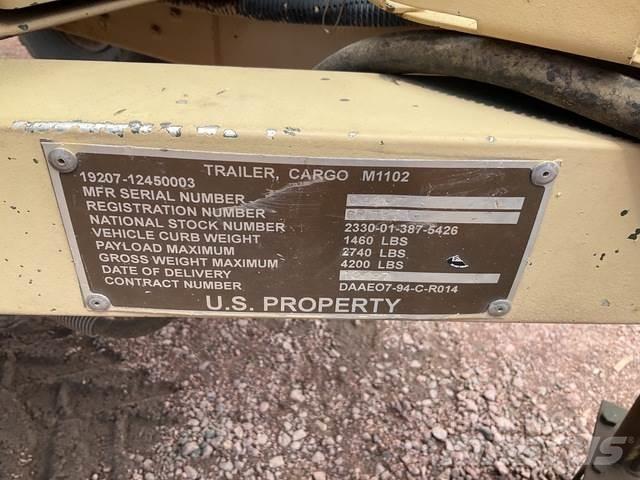 TRAILER, CARGO M1102
19207-12450003
MFR SERIAL NUMBER
REGISTRATION NUMBER
NATIONAL STOCK NUMBER 2330-01-387-5426
VEHICLE CURB WEIGHT 1460 LBS
PAYLOAD MAXIMUM 2740 LBS
GROSS WEIGHT MAXIMUM 4200 LBS
DATE OF DELIVERY
CONTRACT NUMBER DAAEO7-94-C-R014
U.S. PROPERTY